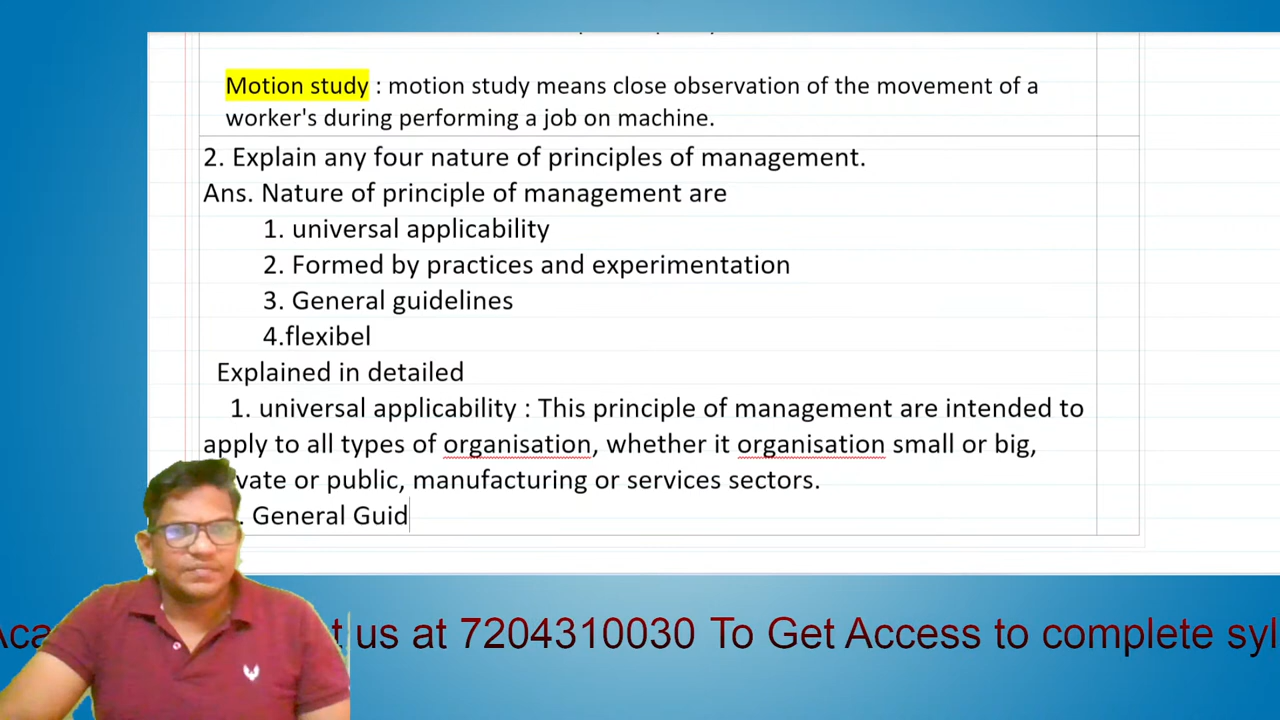 Motion study : motion study means close observation of the movement of a
worker's during performing a job on machine.
2. Explain any four nature of principles of management.
Ans. Nature of principle of management are
1. universal applicability
2. Formed by practices and experimentation
3. General guidelines
4.flexibel
Explained in detailed
1. universal applicability : This principle of management are intended to
apply to all types of organisation, whether it organisation small or big,
vate or public, manufacturing or services sectors.
. General Guid
us at 7204310030 To Get Access to complete syl